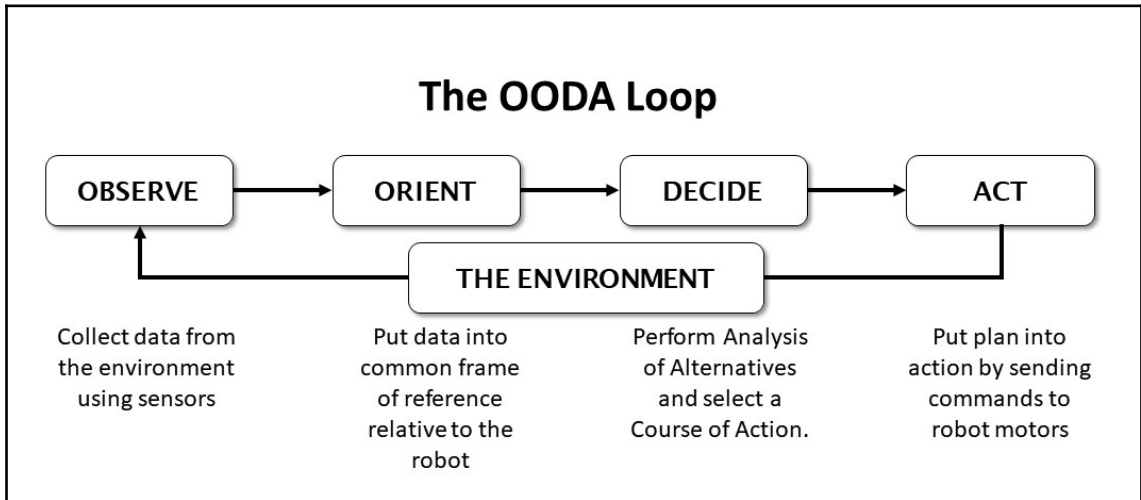 The OODA Loop
OBSERVE
ORIENT
DECIDE
ACT
THE ENVIRONMENT
Collect data from
the environment
using sensors
Put data into
common frame
of reference
relative to the
robot
Perform Analysis
of Alternatives
and select a
Course of Action.
Put plan into
action by sending
commands to
robot motors